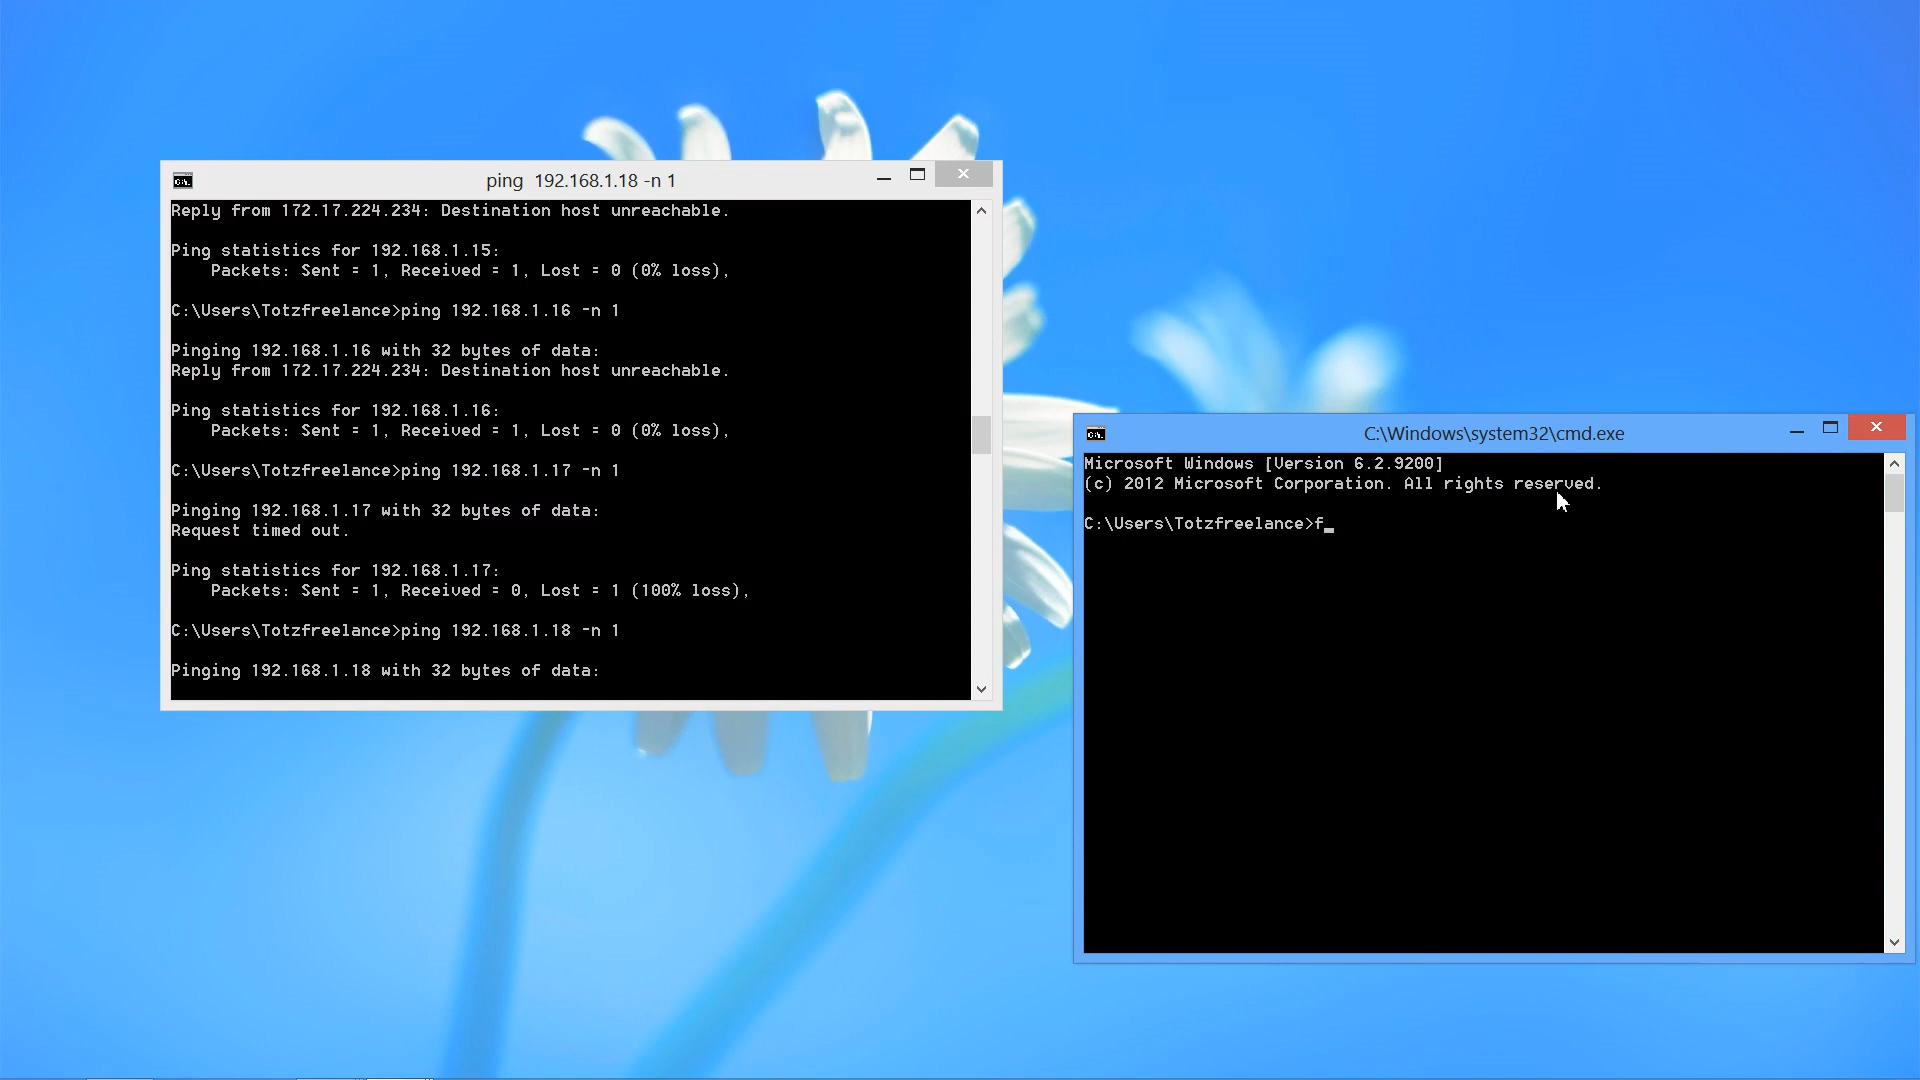 ping 192.168.1.18 -n 1
Reply from 172.17.224.234: Destination host unreachable.
Ping statistics for 192.168.1.15:
Packets: Sent = 1, Received = 1, Lost = 0 (0% loss),
C:\Users\Totzfreelance>ping 192.168.1.16 -n 1
Pinging 192.168.1.16 with 32 bytes of data:
Reply from 172.17.224.234: Destination host unreachable.
Ping statistics for 192.168.1.16:
Packets: Sent = 1, Received = 1, Lost = 0 (0% loss),
C:\Users\Totzfreelance>ping 192.168.1.17 -n 1
Pinging 192.168.1.17 with 32 bytes of data:
Request timed out.
Ping statistics for 192.168.1.17:
Packets: Sent = 1, Received = 0, Lost = 1 (100% loss),
C:\Users\Totzfreelance>ping 192.168.1.18 -n 1
Pinging 192.168.1.18 with 32 bytes of data:
C:\Windows\system32\cmd.exe
Microsoft Windows [Version 6.2.9200]
(c) 2012 Microsoft Corporation. All rights reserved.
C:\Users\Totzfreelance>f_